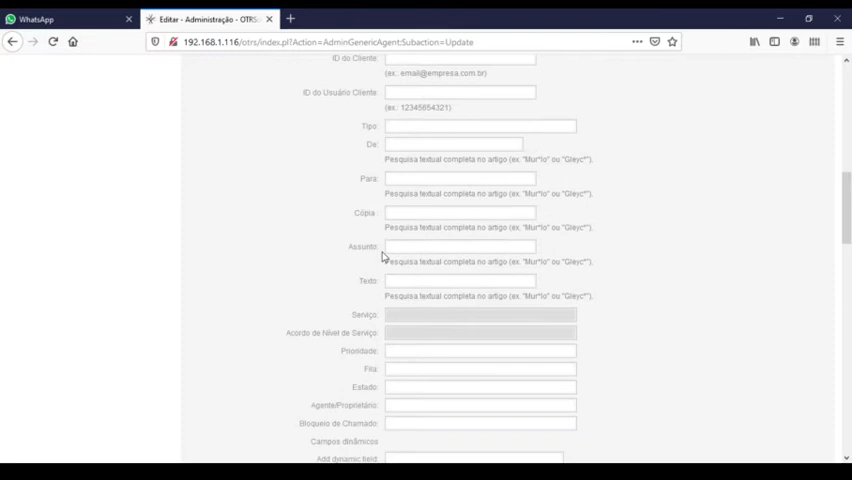 WhatsApp
Editar - Administração - OTRS
192.168.1.116/otrs/index.pl?Action=AdminGenericAgent;Subaction=Update
ID do Cliente:
(ex.: email@empresa.com.br)
ID do Usuário Cliente:
(ex.: 12345654321)
Tipo:
De:
Pesquisa textual completa no artigo (ex. "Mur*lo" ou "Gleyc*").
Para:
Pesquisa textual completa no artigo (ex. "Mur*lo" ou "Gleyc*").
Cópia :
Pesquisa textual completa no artigo (ex. "Mur*lo" ou "Gleyc*").
Assunto:
Pesquisa textual completa no artigo (ex. "Mur*lo" ou "Gleyc*").
Texto:
Pesquisa textual completa no artigo (ex. "Mur*lo" ou "Gleyc*").
Serviço:
Acordo de Nível de Serviço:
Prioridade:
Fila:
Estado:
Agente/Proprietário:
Bloqueio de Chamado:
Campos dinâmicos
Add dynamic field: